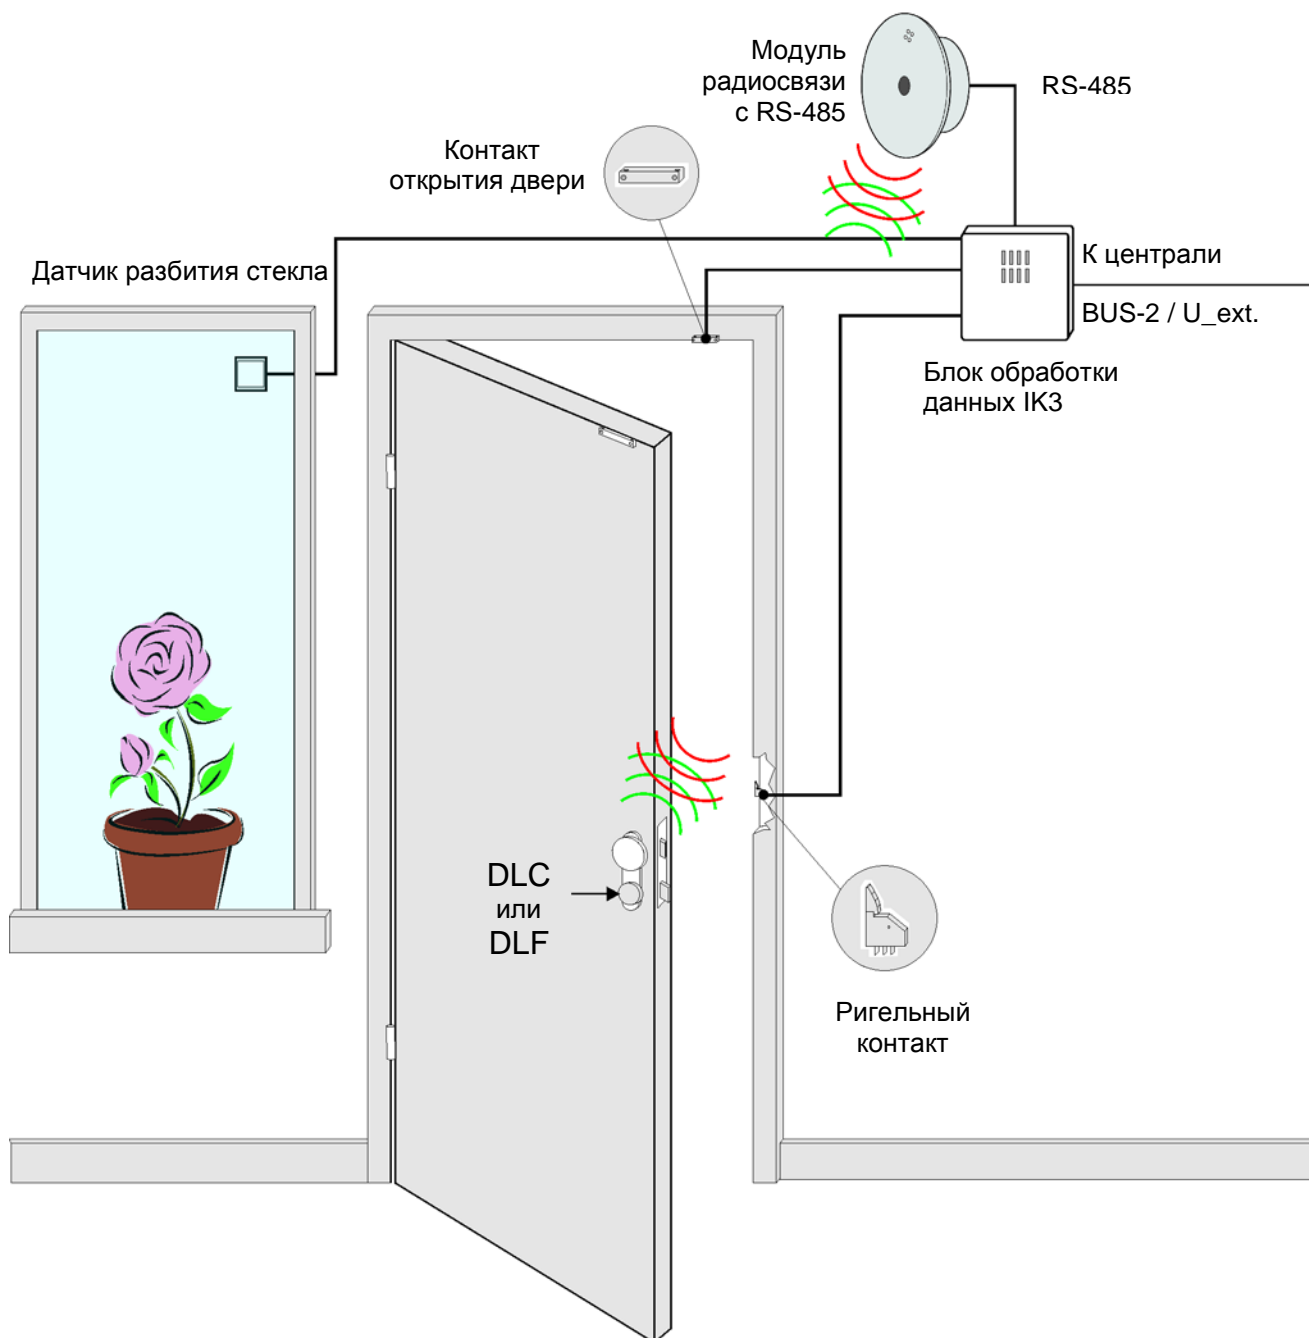 Модуль
радиосвязи
с RS-485
RS-485
Контакт
открытия двери
Датчик разбития стекла
К централи
BUS-2 / U_ext.
Блок обработки
данных IK3
DLC
или
DLF
Ригельный
контакт